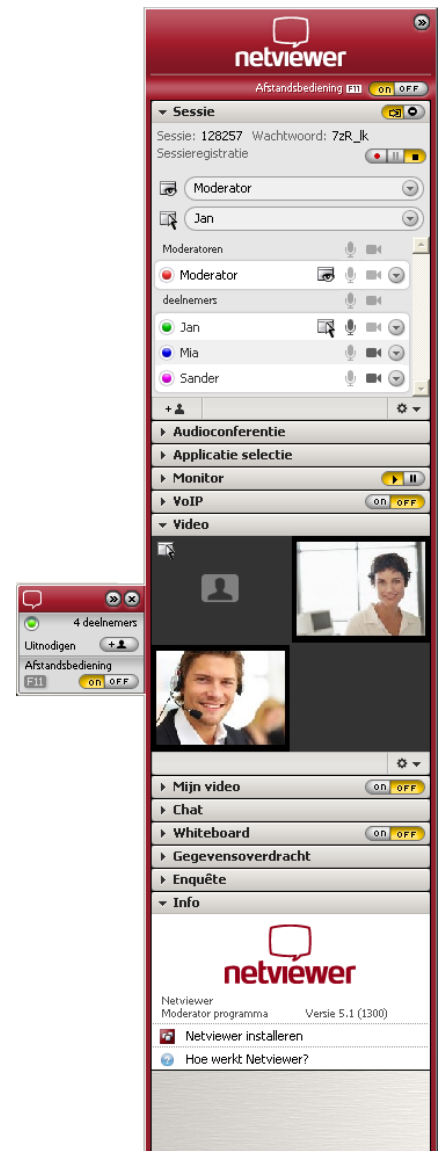 netviewer
Afstandsbediening F11 on OFF
Sessie
Sessie: 128257 Wachtwoord: 7zR_lk
Sessieregistratie
Moderator
Jan
Moderatoren
Moderator
deelnemers
Jan
Mia
Sander
Audioconferentie
Applicatie selectie
Monitor
VoIP on OFF
Video
4 deelnemers
Uitnodigen
Afstandsbediening
F11 on OFF
Mijn video on OFF
Chat
Whiteboard on OFF
Gegevensoverdracht
Enquête
Info
netviewer
Netviewer
Moderator programma Versie 5.1 (1300)
Netviewer installeren
Hoe werkt Netviewer?